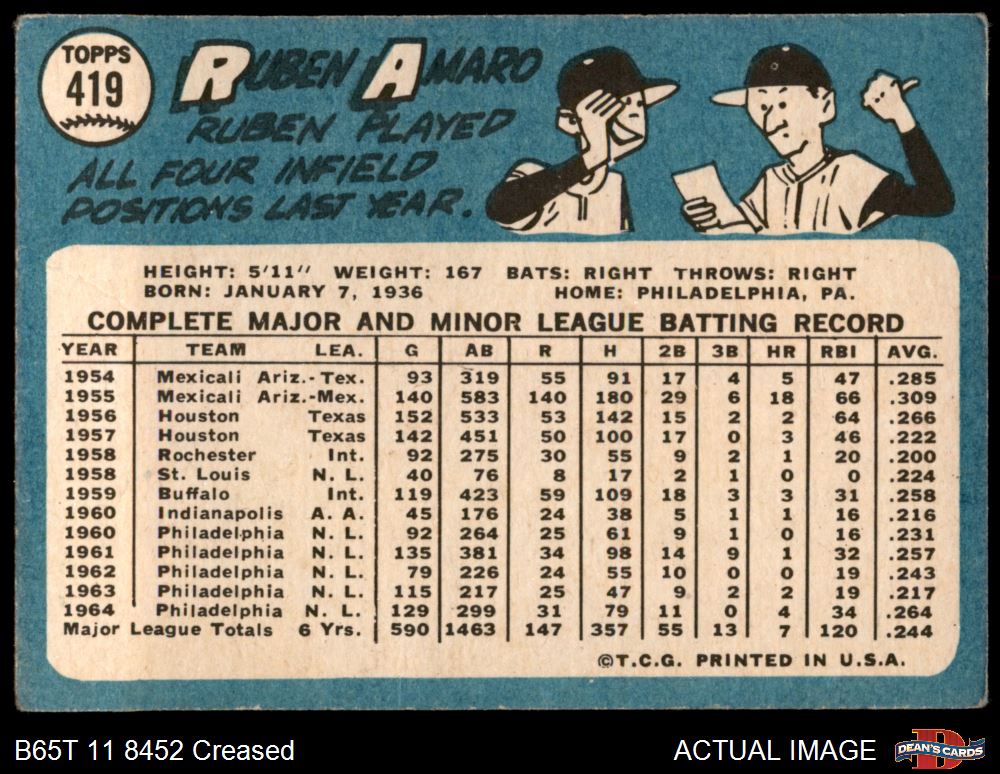 TOPPS
419
RUBEN AMARO
RUBEN PLAYED
ALL FOUR INFIELD
POSITIONS LAST YEAR.
HEIGHT: 5'11" WEIGHT: 167 BATS: RIGHT THROWS: RIGHT
BORN: JANUARY 7, 1936 HOME: PHILADELPHIA, PA.
COMPLETE MAJOR AND MINOR LEAGUE BATTING RECORD
YEAR TEAM LEA. G AB R H 2B 3B HR RBI AVG.
1954 Mexicali Ariz.-Tex. 93 319 55 91 17 4 5 47 .285
1955 Mexicali Ariz.-Mex. 140 583 140 180 29 6 18 66 .309
1956 Houston Texas 152 533 53 142 15 2 2 64 .266
1957 Houston Texas 142 451 50 100 17 0 3 46 .222
1958 Rochester Int. 92 275 30 55 9 2 1 20 .200
1958 St. Louis N. L. 40 76 8 17 2 1 0 0 .224
1959 Buffalo Int. 119 423 59 109 18 3 3 31 .258
1960 Indianapolis A. A. 45 176 24 38 5 1 1 16 .216
1960 Philadelphia N. L. 92 264 25 61 9 1 0 16 .231
1961 Philadelphia N. L. 135 381 34 98 14 9 1 32 .257
1962 Philadelphia N. L. 79 226 24 55 10 0 0 19 .243
1963 Philadelphia N. L. 115 217 25 47 9 2 2 19 .217
1964 Philadelphia N. L. 129 299 31 79 11 0 4 34 .264
Major League Totals 6 Yrs. 590 1463 147 357 55 13 7 120 .244
©T.C.G. PRINTED IN U.S.A.
B65T 11 8452 Creased ACTUAL IMAGE
D
DEAN'S CARDS